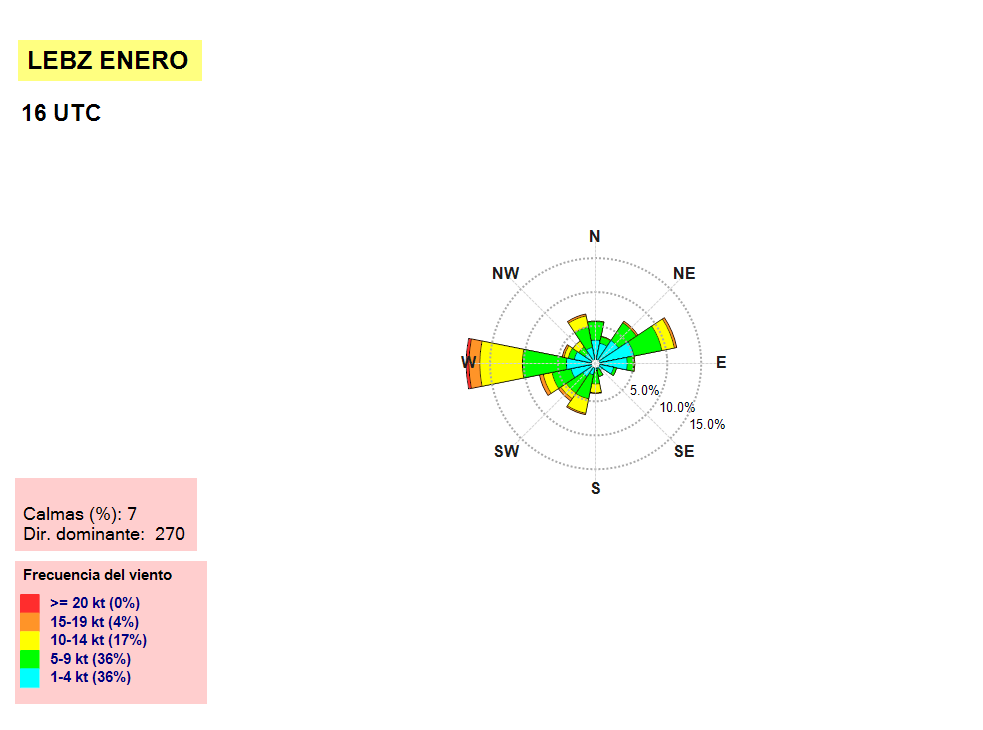 LEBZ ENERO
16 UTC
N
NW
NE
W
E
5.0%
10.0%
15.0%
SW
SE
S
Calmas (%): 7
Dir. dominante: 270
Frecuencia del viento
>= 20 kt (0%)
15-19 kt (4%)
10-14 kt (17%)
5-9 kt (36%)
1-4 kt (36%)